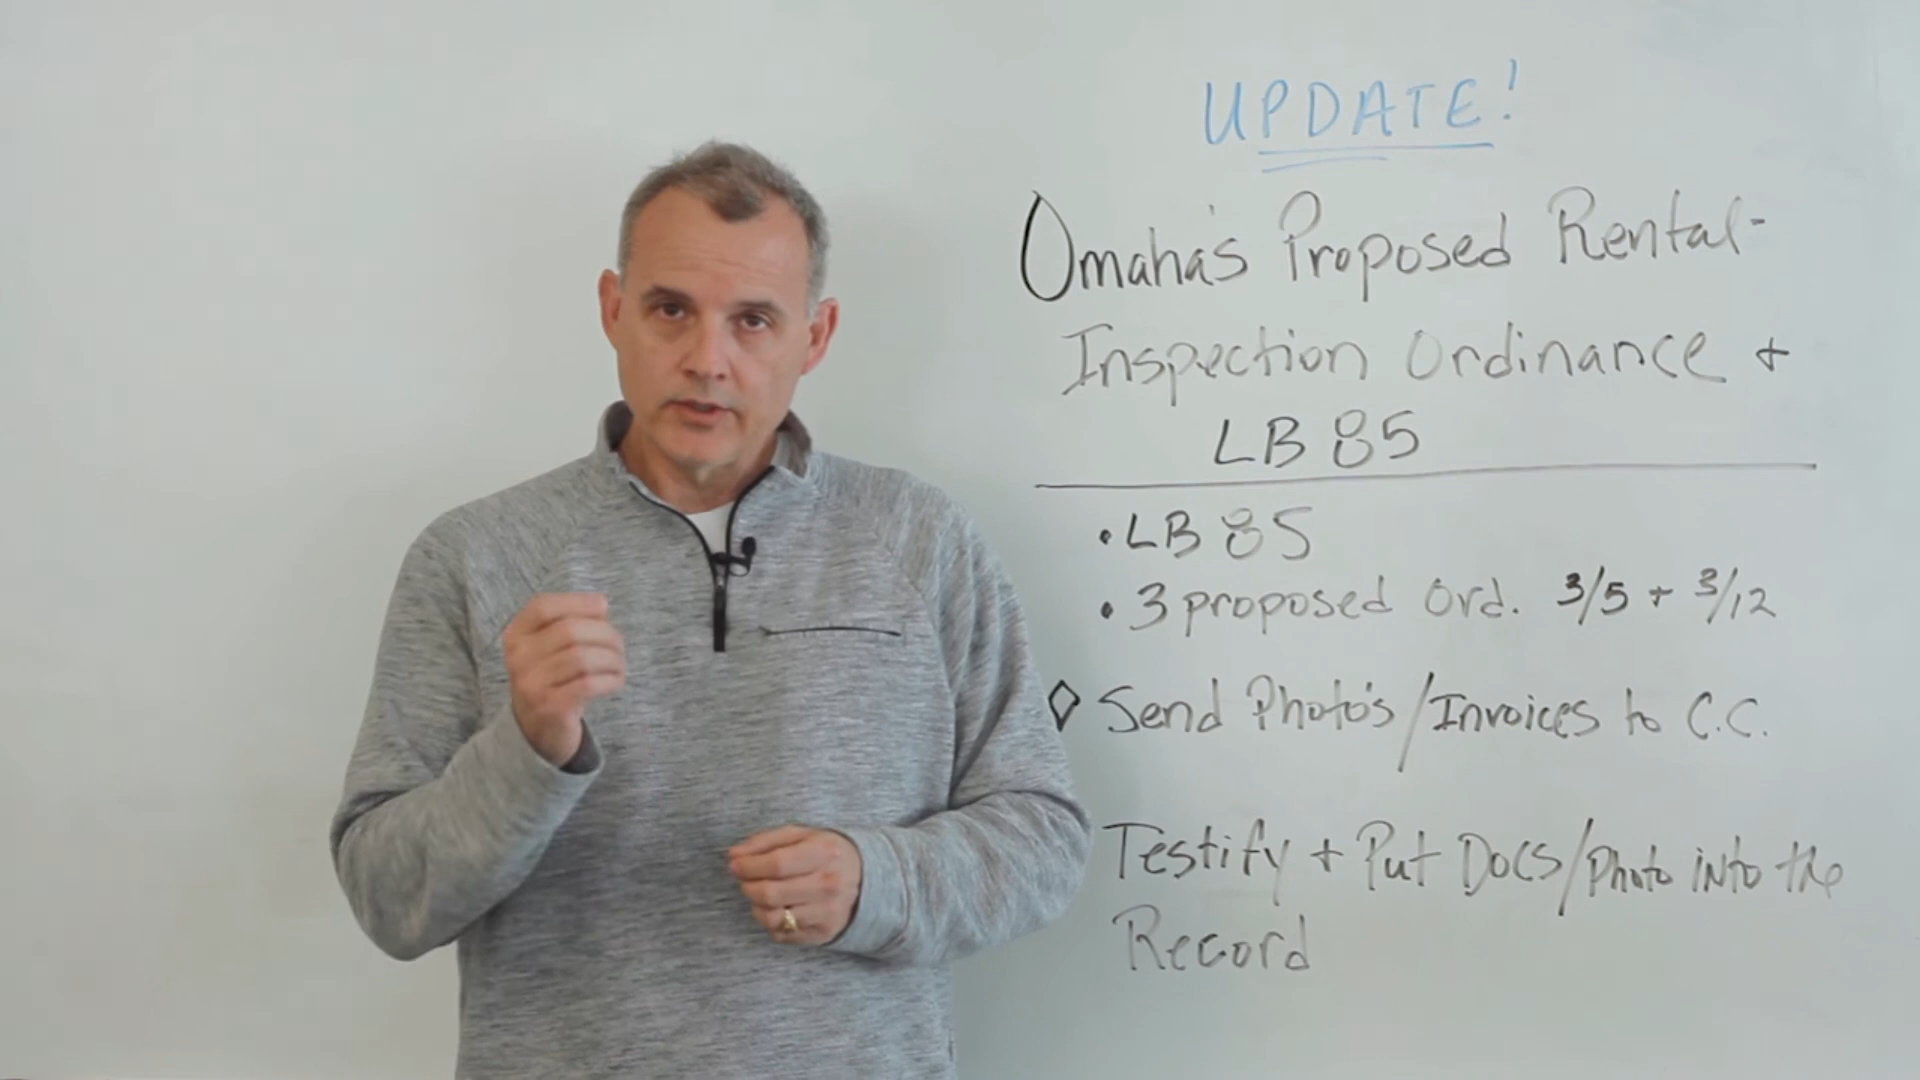 UPDATE!
Omaha's Proposed Rental-
Inspection Ordinance +
LB 85
• LB 85
• 3 proposed Ord. 3/5 + 3/12
◇ Send Photo's/Invoices to C.C.
Testify + Put Docs/Photo into the
Record